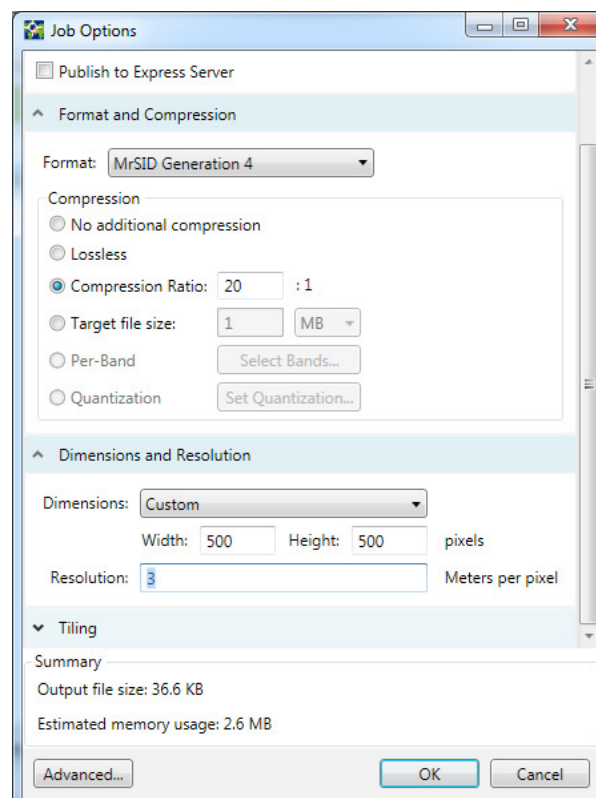 Job Options
Publish to Express Server
Format and Compression
Format: MrSID Generation 4
Compression
No additional compression
Lossless
Compression Ratio: 20 : 1
Target file size: 1 MB
Per-Band Select Bands...
Quantization Set Quantization...
Dimensions and Resolution
Dimensions: Custom
Width: 500 Height: 500 pixels
Resolution: 3 Meters per pixel
Tiling
Summary
Output file size: 36.6 KB
Estimated memory usage: 2.6 MB
Advanced... OK Cancel